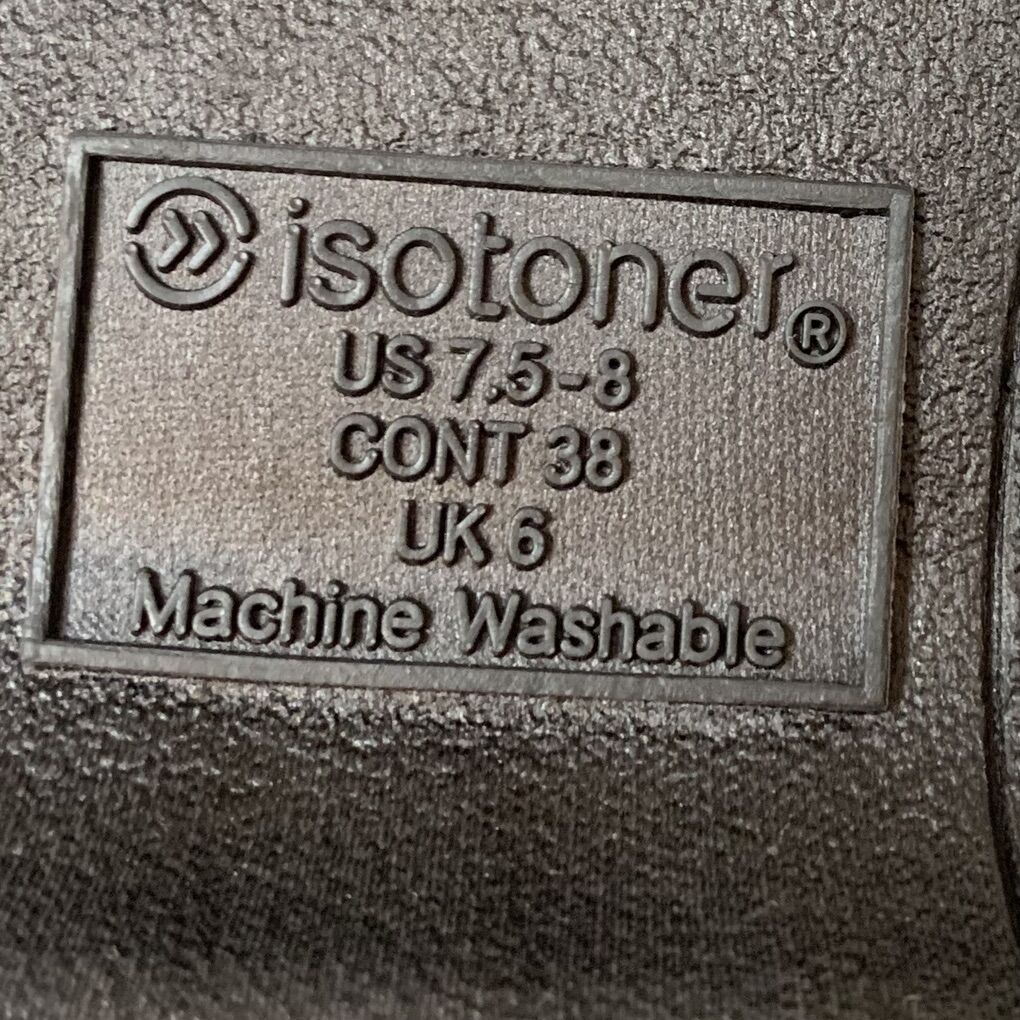 isotoner®
US 7.5-8
CONT 38
UK 6
Machine Washable